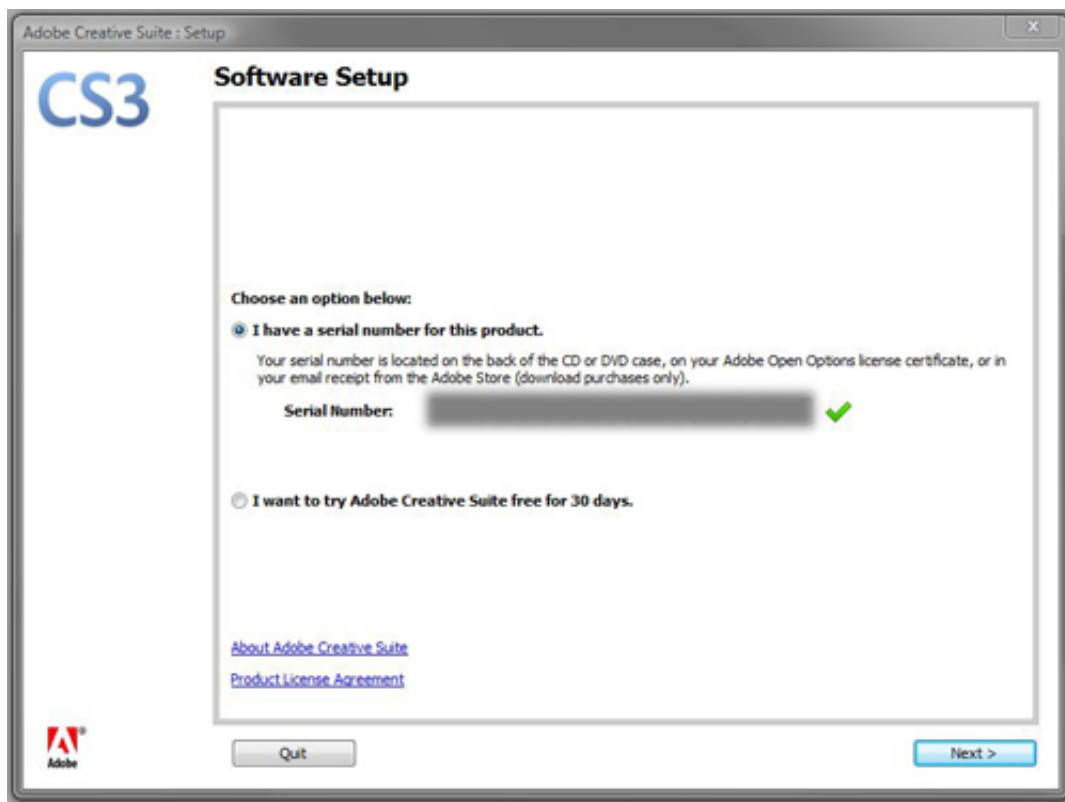 Adobe Creative Suite : Setup
CS3
Software Setup
Choose an option below:
I have a serial number for this product.
Your serial number is located on the back of the CD or DVD case, on your Adobe Open Options license certificate, or in
your email receipt from the Adobe Store (download purchases only).
Serial Number:
I want to try Adobe Creative Suite free for 30 days.
About Adobe Creative Suite
Product License Agreement
Adobe
Quit
Next >